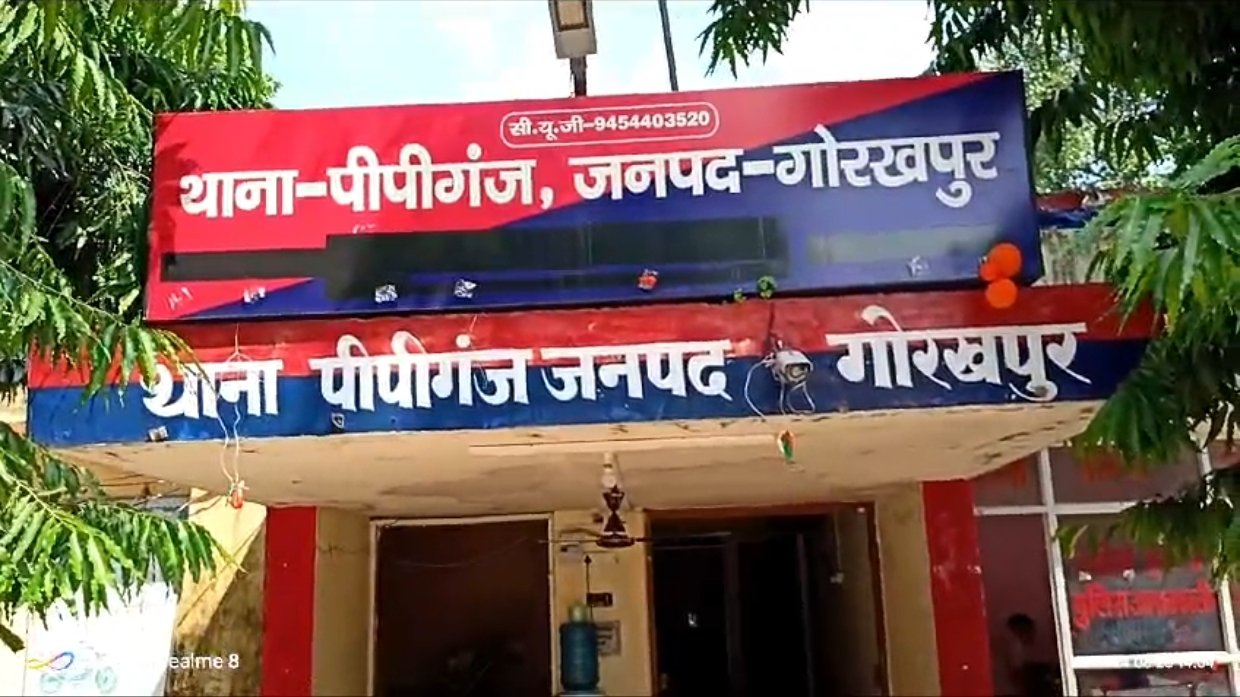 सी.यू.जी-9454403520
थाना-पीपीगंज, जनपद-गोरखपुर
थाना पीपीगंज जनपद - गोरखपुर
realme 8